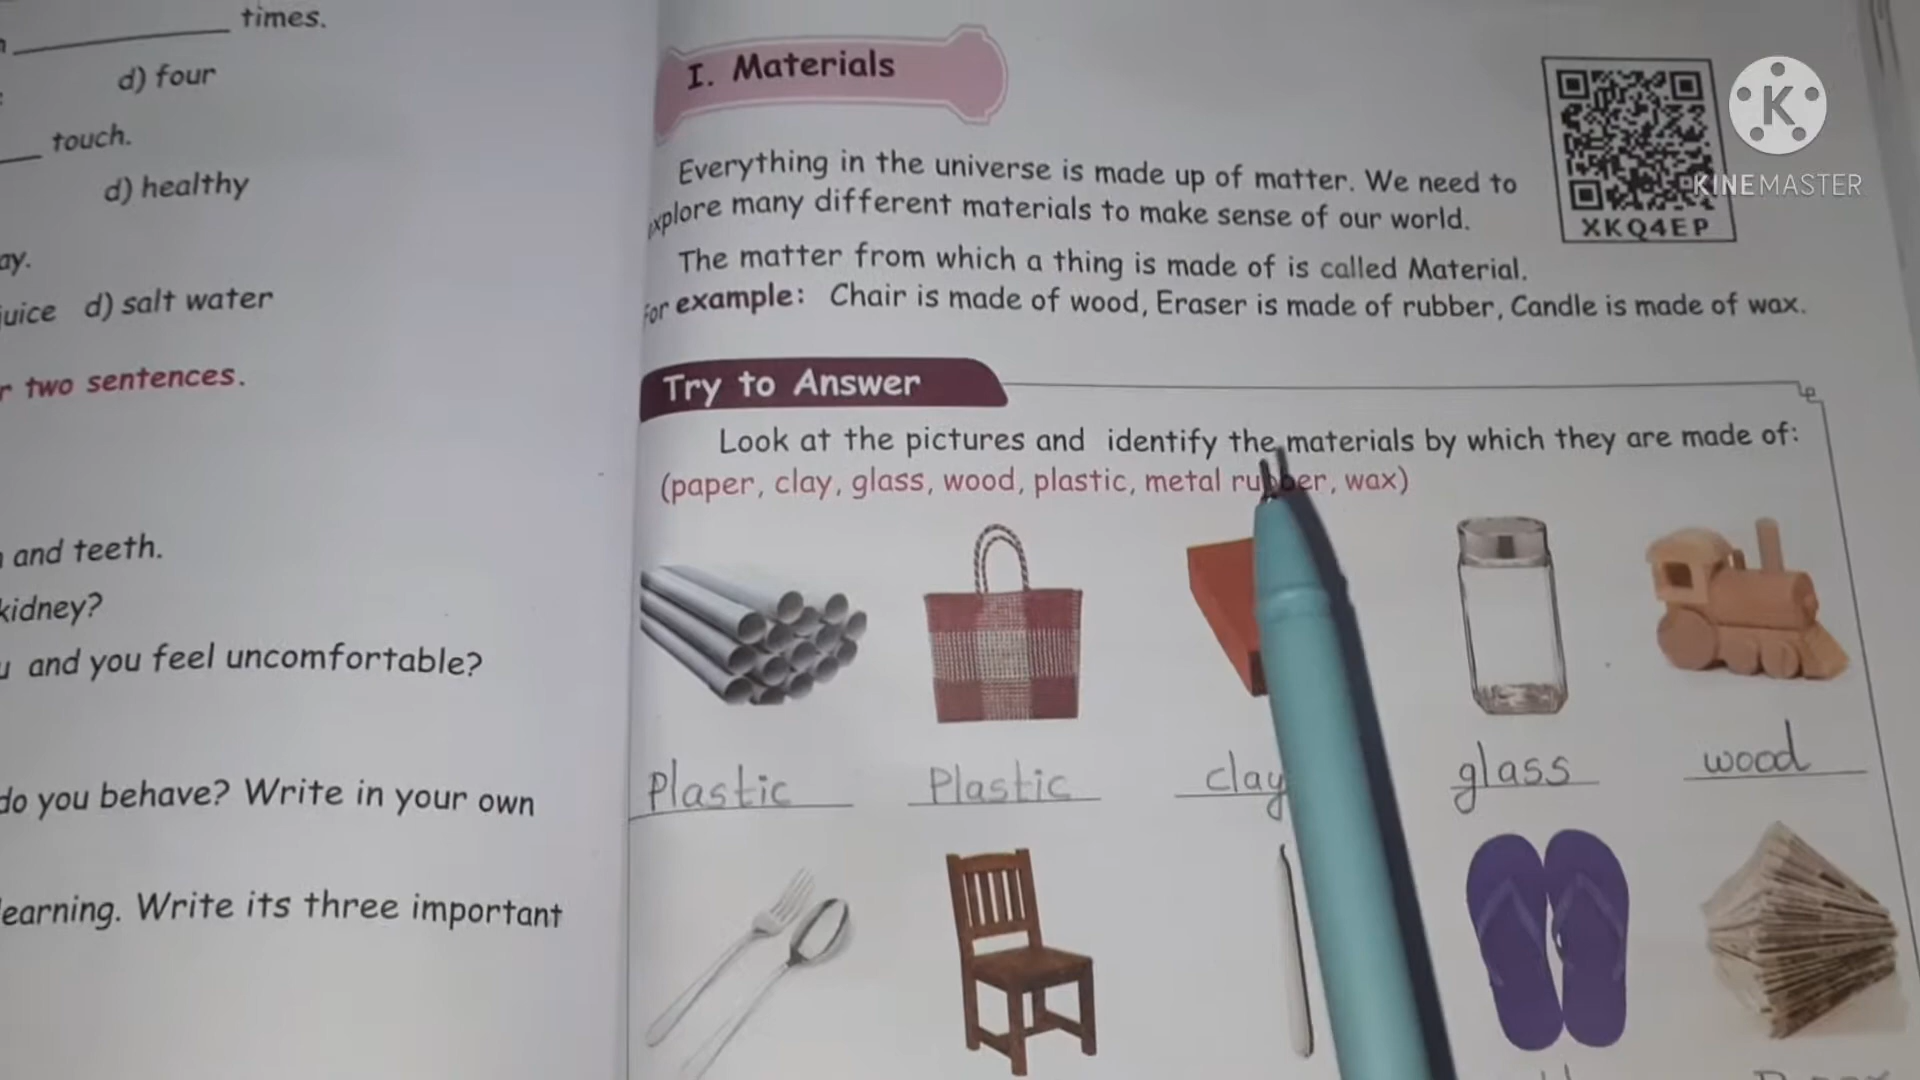 times.
d) four
touch.
d) healthy
ay.
juice d) salt water
r two sentences.
and teeth.
kidney?
and you feel uncomfortable?
do you behave? Write in your own
earning. Write its three important
I. Materials
Everything in the universe is made up of matter. We need to
xplore many different materials to make sense of our world.
The matter from which a thing is made of is called Material.
For example: Chair is made of wood, Eraser is made of rubber, Candle is made of wax.
XKQ4EP
KINEMASTER
Try to Answer
Look at the pictures and identify the materials by which they are made of:
(paper, clay, glass, wood, plastic, metal rubber, wax)
Plastic Plastic clay glass wood